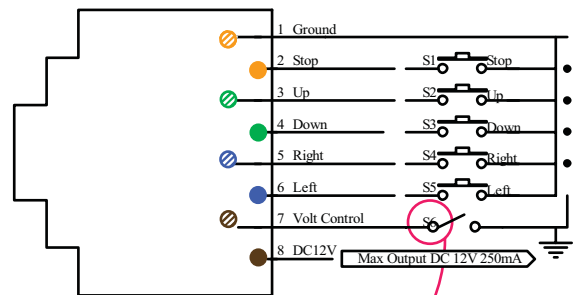 1 Ground
2 Stop S1 Stop
3 Up S2 Up
4 Down S3 Down
5 Right S4 Right
6 Left S5 Left
7 Volt Control S6
8 DC12V Max Output DC 12V 250mA